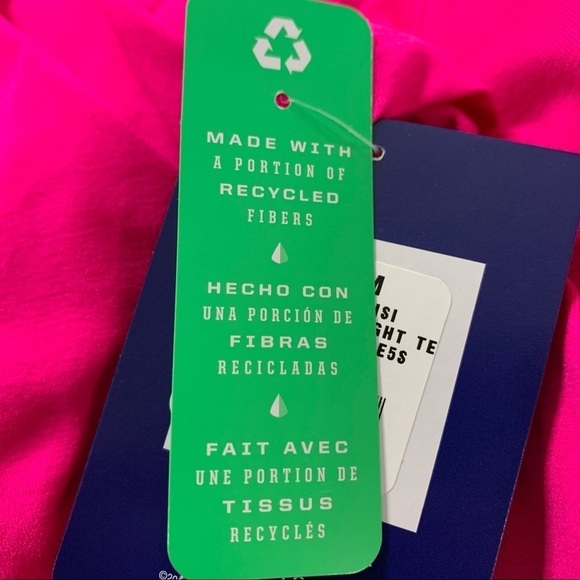 MADE WITH
A PORTION OF
RECYCLED
FIBERS
HECHO CON
UNA PORCIÓN DE
FIBRAS
RECICLADAS
FAIT AVEC
UNE PORTION DE
TISSUS
RECYCLÉS
M